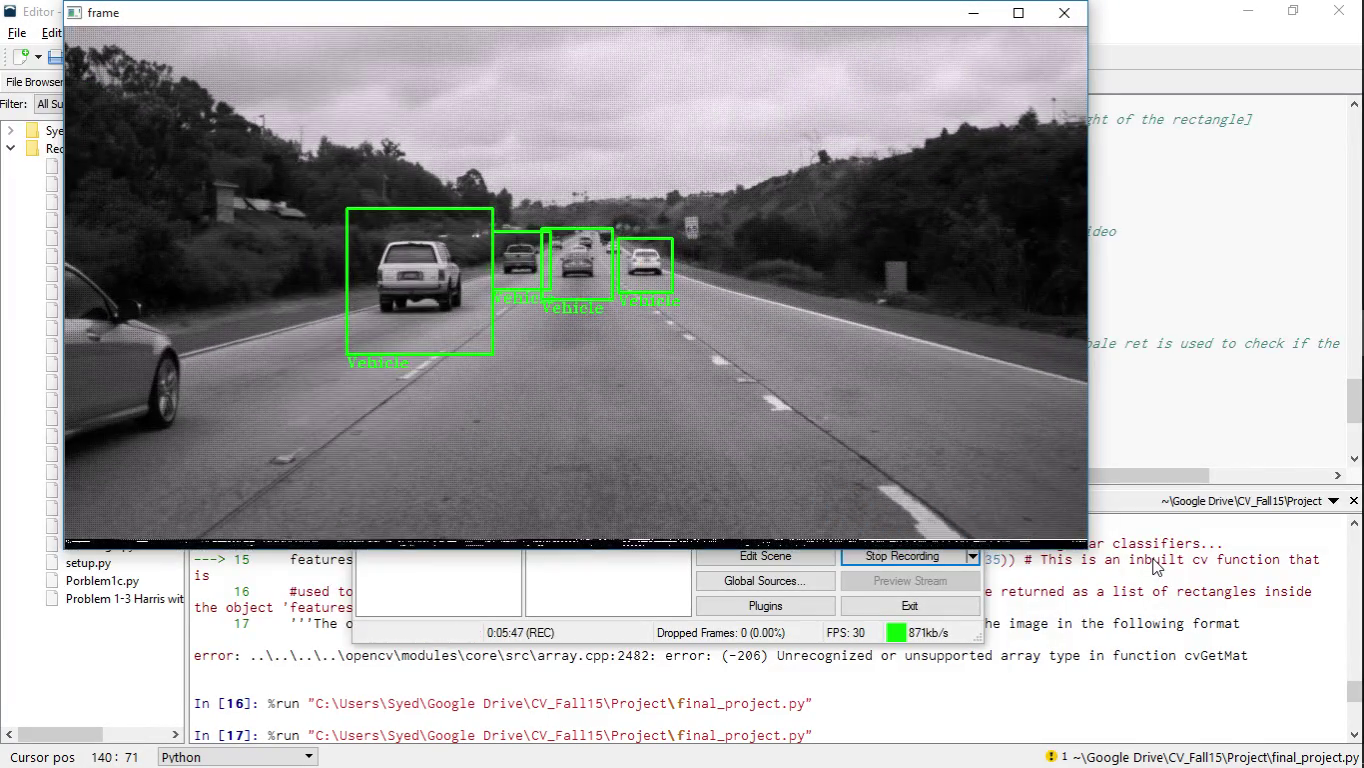 Editor -
frame
File Edit
File Browser
Filter: All Su
Sye
Rec
ght of the rectangle]
ideo
bale ret is used to check if the
65
Vehicle
Vehicle
Vehicle
Vehicle
~\Google Drive\CV_Fall15\Project
ar classifiers...
---> 15 features
35)) # This is an inbuilt cv function that
is
16 #used to
e returned as a list of rectangles inside
the object 'features
17 '''The o
the image in the following format
Edit Scene
Stop Recording
Global Sources...
Preview Stream
Plugins
Exit
0:05:47 (REC)
Dropped Frames: 0 (0.00%)
FPS: 30
871kb/s
setup.py
Porblem1c.py
Problem 1-3 Harris wit
error: ..\..\..\..\opencv\modules\core\src\array.cpp:2482: error: (-206) Unrecognized or unsupported array type in function cvGetMat
In [16]: %run "C:\Users\Syed\Google Drive\CV_Fall15\Project\final_project.py"
In [17]: %run "C:\Users\Syed\Google Drive\CV_Fall15\Project\final_project.py"
Cursor pos 140: 71
Python
1 ~\Google Drive\CV_Fall15\Project\final_project.py